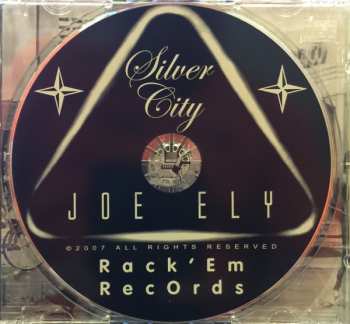 Silver
City
JOE ELY
©2007 ALL RIGHTS RESERVED
Rack'Em
RecOrds